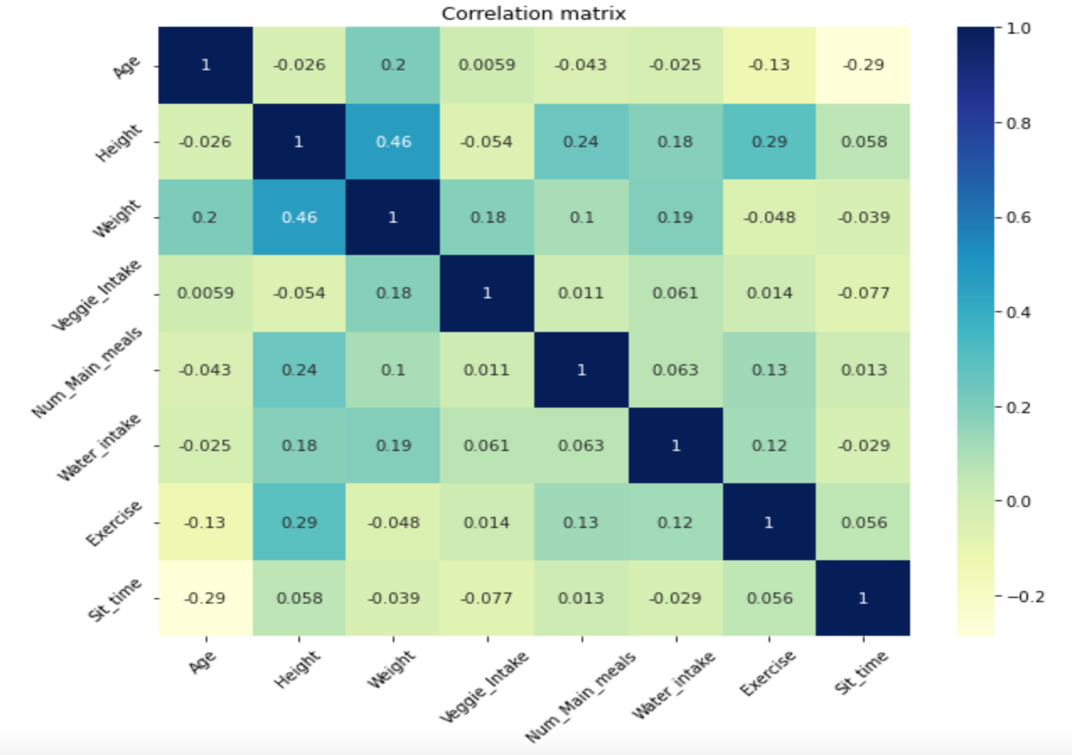 Correlation matrix
Age 1 -0.026 0.2 0.0059 -0.043 -0.025 -0.13 -0.29
Height -0.026 1 0.46 -0.054 0.24 0.18 0.29 0.058
Weight 0.2 0.46 1 0.18 0.1 0.19 -0.048 -0.039
Veggie_Intake 0.0059 -0.054 0.18 1 0.011 0.061 0.014 -0.077
Num_Main_meals -0.043 0.24 0.1 0.011 1 0.063 0.13 0.013
Water_intake -0.025 0.18 0.19 0.061 0.063 1 0.12 -0.029
Exercise -0.13 0.29 -0.048 0.014 0.13 0.12 1 0.056
Sit_time -0.29 0.058 -0.039 -0.077 0.013 -0.029 0.056 1
Age Height Weight Veggie_Intake Num_Main_meals Water_intake Exercise Sit_time
1.0
0.8
0.6
0.4
0.2
0.0
−0.2